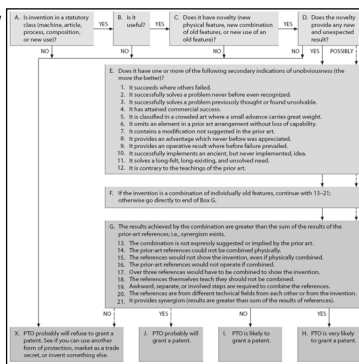 A. Is invention in a statutory
class (machine, article,
process, composition,
or new use)?
YES
B. Is it
useful?
YES
C. Does it have novelty (new
physical feature, new combination
of old features, or new use of
an old feature)?
YES
D. Does the novelty
provide any new
and unexpected
result?
NO
NO
NO
NO
YES
POSSIBLY
E. Does it have one or more of the following secondary indications of unobviousness (the
more the better)?
1. It succeeds where others failed.
2. It successfully solves a problem never before even recognized.
3. It successfully solves a problem previously thought or found unsolvable.
4. It has attained commercial success.
5. It is classified in a crowded art where a small advance carries great weight.
6. It omits an element in a prior art arrangement without loss of capability.
7. It contains a modification not suggested in the prior art.
8. It provides an advantage which never before was appreciated.
9. It provides an operative result where before failure prevailed.
10. It successfully implements an ancient, but never implemented, idea.
11. It solves a long-felt, long-existing, and unsolved need.
12. It is contrary to the teachings of the prior art.
F. If the invention is a combination of individually old features, continue with 13–21;
otherwise go directly to end of Box G.
G. The results achieved by the combination are greater than the sum of the results of the
prior-art references; i.e., synergism exists.
13. The combination is not expressly suggested or implied by the prior art.
14. The prior-art references could not be combined physically.
15. The references would not show the invention, even if physically combined.
16. The prior-art references would not operate if combined.
17. Over three references would have to be combined to show the invention.
18. The references themselves teach they should not be combined.
19. Awkward, separate, or involved steps are required to combine the references.
20. The references are from different technical fields from each other or from the invention.
21. It provides synergism (results are greater than sum of the results of references).
NO
YES
NO
YES
X. PTO probably will refuse to grant a
patent. See if you can use another
form of protection, market as a trade
secret, or invent something else.
J. PTO probably will
grant a patent.
I. PTO is likely to
grant a patent.
H. PTO is very likely to
grant a patent.